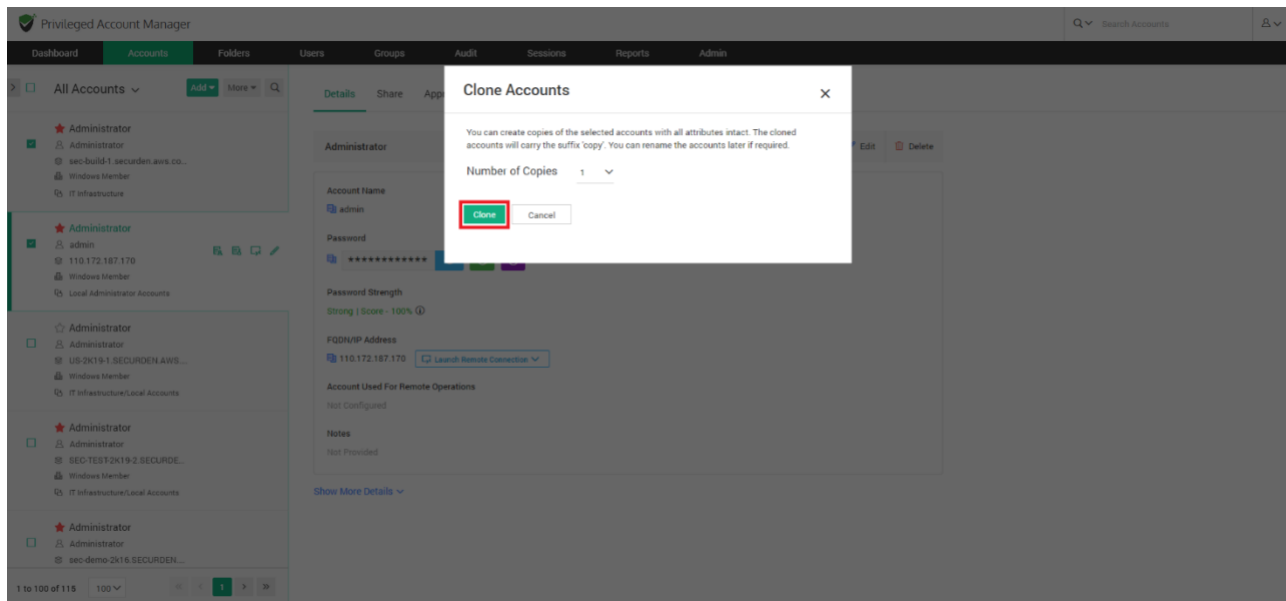 Privileged Account Manager
Search Accounts
Dashboard Accounts Folders Users Groups Audit Sessions Reports Admin
All Accounts
Add More
Administrator
Administrator
sec-build-1.securden.aws.co...
Windows Member
IT Infrastructure
Administrator
admin
110.172.187.170
Windows Member
Local Administrator Accounts
Administrator
Administrator
US-2K19-1.SECURDEN.AWS...
Windows Member
IT Infrastructure/Local Accounts
Administrator
Administrator
SEC-TEST-2K19-2.SECURDE...
Windows Member
IT Infrastructure/Local Accounts
Administrator
Administrator
sec-demo-2k16.SECURDEN...
1 to 100 of 115 100 « < 1 > »
Details Share Appr
Administrator
Edit Delete
Account Name
admin
Password
************
Password Strength
Strong | Score - 100%
FQDN/IP Address
110.172.187.170 Launch Remote Connection
Account Used For Remote Operations
Not Configured
Notes
Not Provided
Show More Details
Clone Accounts
You can create copies of the selected accounts with all attributes intact. The cloned
accounts will carry the suffix 'copy'. You can rename the accounts later if required.
Number of Copies 1
Clone Cancel